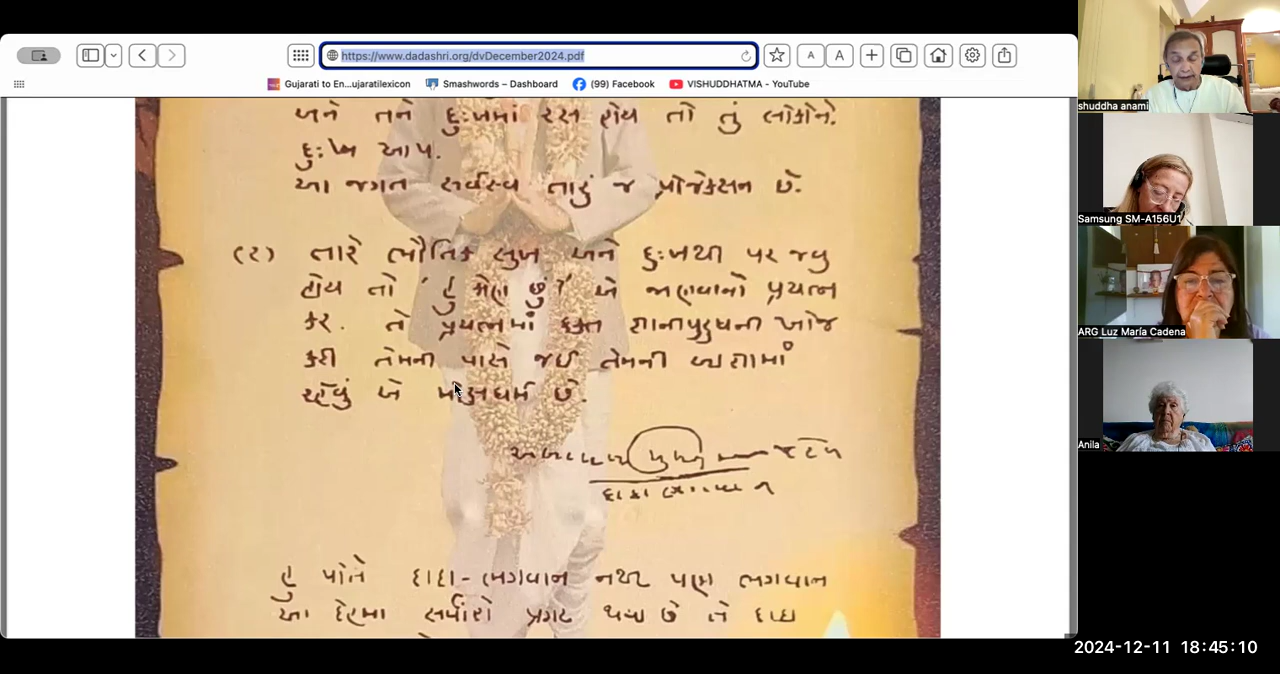 https://www.dadashri.org/dvDecember2024.pdf
Gujarati to En...ujaratilexicon
Smashwords – Dashboard
(99) Facebook
VISHUDDHATMA - YouTube
અને તને દુઃખમાં રસ હોય તો તું લોકોને
દુઃખ આપ.
આ જગત સર્વસ્વ તારું જ પ્રોજેક્સન છે.
(૨) તારે ભૌતિક સુખ અને દુઃખથી પર જવુ
હોય તો 'હું કોણ છું?' એ જાણવાનો પ્રયત્ન
કર. તે પ્રયત્નમાં ફક્ત જ્ઞાનીપુરુષની ખોજ
કરી તેમની પાસે જઈ તેમની આજ્ઞામાં
રહેવું એ મોક્ષધર્મ છે.
દાદા ભગવાન
હું પોતે દાદા-ભગવાન નથી પણ ભગવાન
આ દેહમાં સર્વાંશે પ્રગટ થયા છે તે દાદા
shuddha anami
Samsung SM-A156U1
ARG Luz María Cadena
Anila
2024-12-11 18:45:10